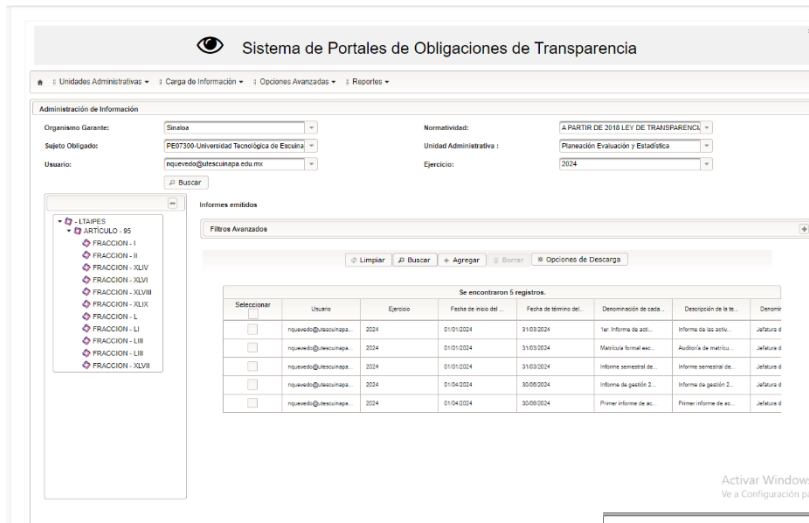 Sistema de Portales de Obligaciones de Transparencia
Unidades Administrativas Carga de Información Opciones Avanzadas Reportes
Administración de Información
Organismo Garante: Sinaloa Normatividad: A PARTIR DE 2018 LEY DE TRANSPARENCI
Sujeto Obligado: PE07300-Universidad Tecnológica de Escuina Unidad Administrativa : Planeación Evaluación y Estadística
Usuario: nquevedo@utescuinapa.edu.mx Ejercicio: 2024
Buscar
- LTAIPES
ARTÍCULO - 95
FRACCION - I
FRACCION - II
FRACCION - XLIV
FRACCION - XLVI
FRACCION - XLVIII
FRACCION - XLIX
FRACCION - L
FRACCION - LI
FRACCION - LIII
FRACCION - LIII
FRACCION - XLVII
Informes emitidos
Filtros Avanzados
Limpiar Buscar Agregar Borrar Opciones de Descarga
Se encontraron 5 registros.
Seleccionar Usuario Ejercicio Fecha de inicio del ... Fecha de término del... Denominación de cada... Descripción de la te... Denomin
nquevedo@utescuinapa... 2024 01/01/2024 31/03/2024 1er. Informe de acti... Informe de las activ... Jefatura d
nquevedo@utescuinapa... 2024 01/01/2024 31/03/2024 Matrícula formal esc... Auditoría de matrícu... Jefatura d
nquevedo@utescuinapa... 2024 01/01/2024 31/03/2024 Informe semestral de... Informe semestral de... Jefatura d
nquevedo@utescuinapa... 2024 01/04/2024 30/06/2024 Informe de gestión 2... Informe de gestión 2... Jefatura d
nquevedo@utescuinapa... 2024 01/04/2024 30/06/2024 Primer informe de ac... Primer informe de ac... Jefatura d
Activar Windows
Ve a Configuración pa